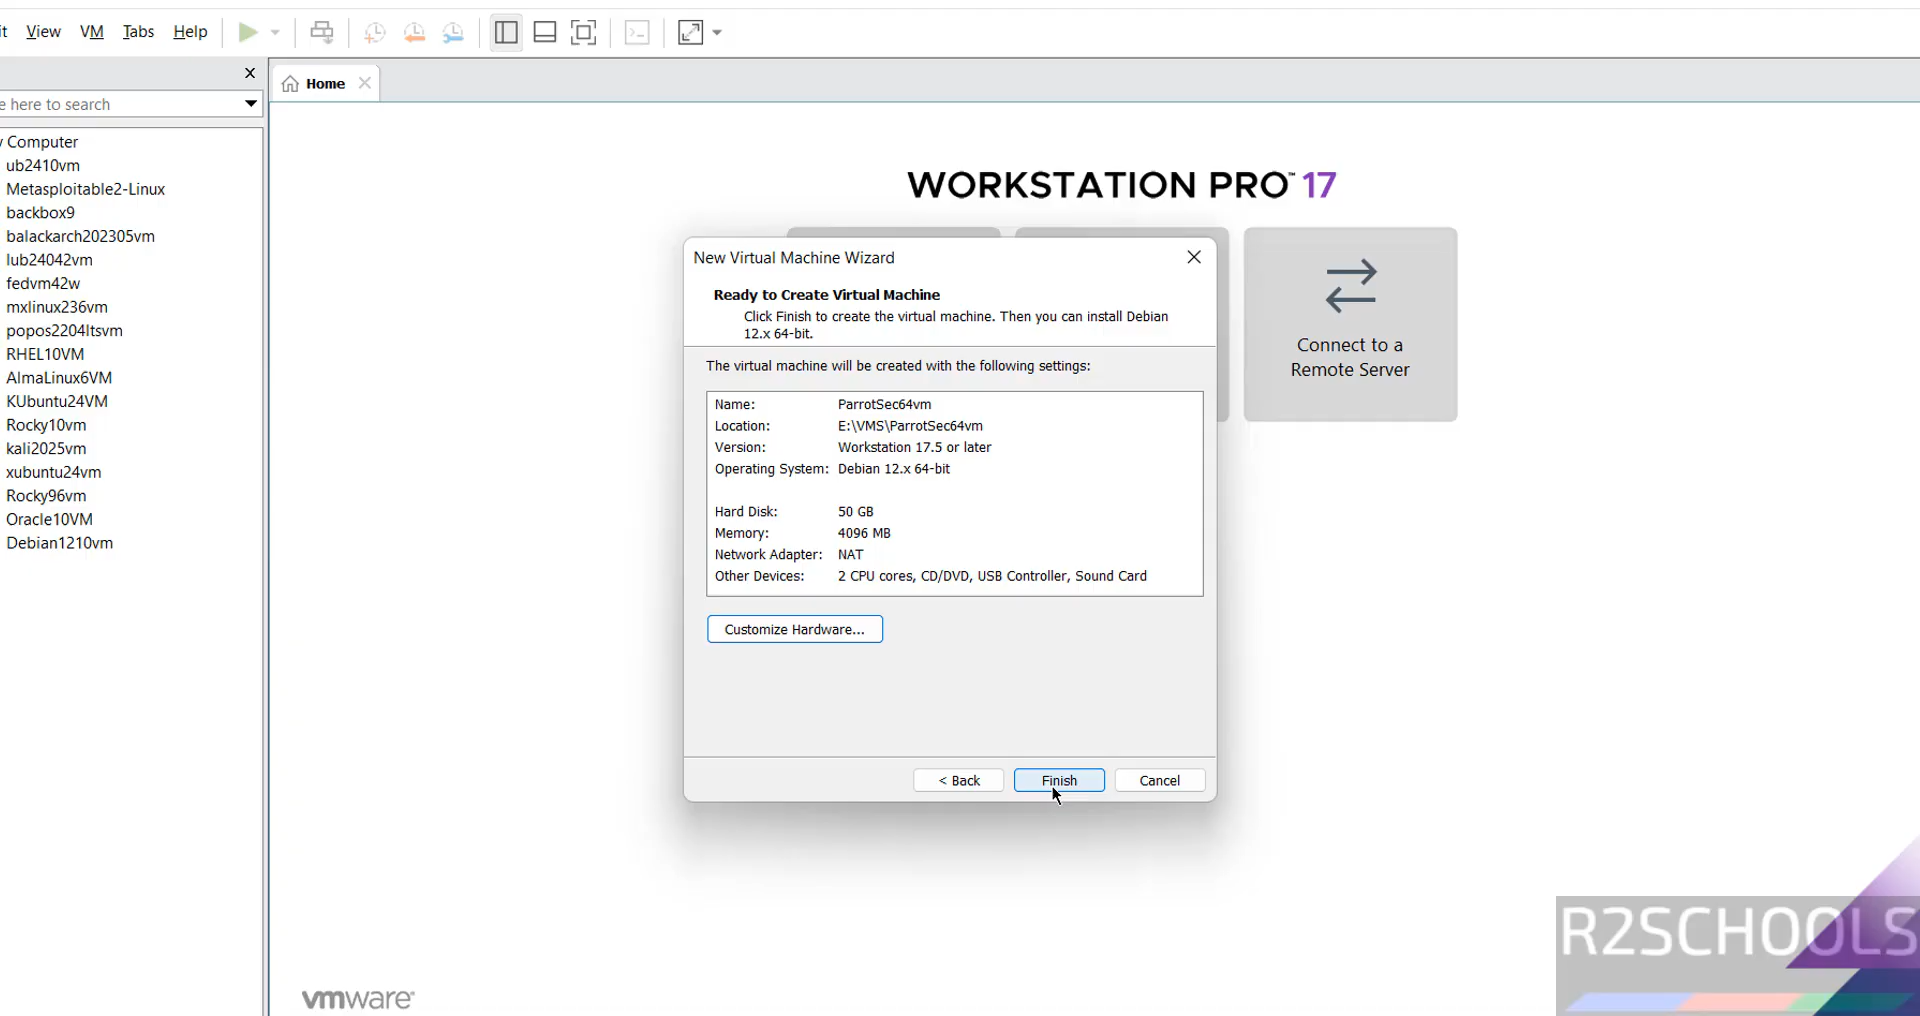 it View VM Tabs Help
Home
e here to search
y Computer
ub2410vm
Metasploitable2-Linux
backbox9
balackarch202305vm
lub24042vm
fedvm42w
mxlinux236vm
popos2204ltsvm
RHEL10VM
AlmaLinux6VM
KUbuntu24VM
Rocky10vm
kali2025vm
xubuntu24vm
Rocky96vm
Oracle10VM
Debian1210vm
WORKSTATION PRO™ 17
Connect to a
Remote Server
New Virtual Machine Wizard
Ready to Create Virtual Machine
Click Finish to create the virtual machine. Then you can install Debian
12.x 64-bit.
The virtual machine will be created with the following settings:
Name: ParrotSec64vm
Location: E:\VMS\ParrotSec64vm
Version: Workstation 17.5 or later
Operating System: Debian 12.x 64-bit
Hard Disk: 50 GB
Memory: 4096 MB
Network Adapter: NAT
Other Devices: 2 CPU cores, CD/DVD, USB Controller, Sound Card
Customize Hardware...
< Back Finish Cancel
vmware®
R2SCHOOLS